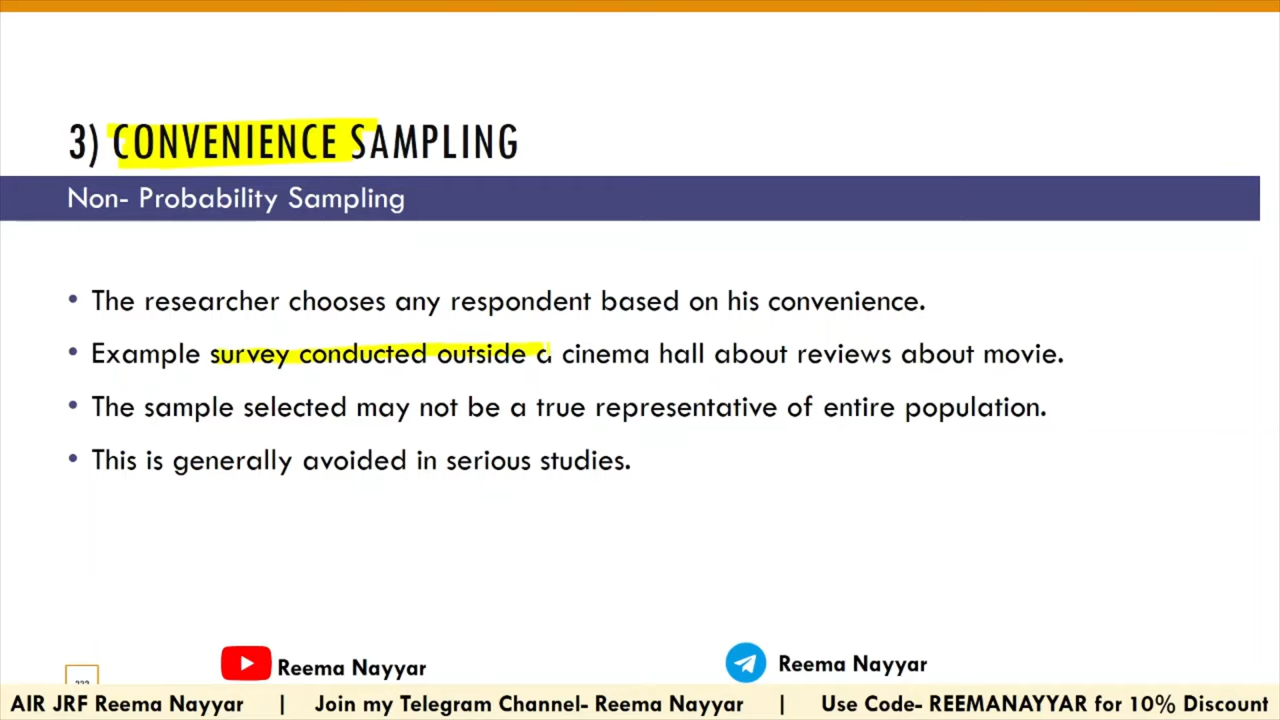 3) CONVENIENCE SAMPLING
Non- Probability Sampling
• The researcher chooses any respondent based on his convenience.
• Example survey conducted outside a cinema hall about reviews about movie.
• The sample selected may not be a true representative of entire population.
• This is generally avoided in serious studies.
Reema Nayyar
Reema Nayyar
AIR JRF Reema Nayyar | Join my Telegram Channel- Reema Nayyar | Use Code- REEMANAYYAR for 10% Discount